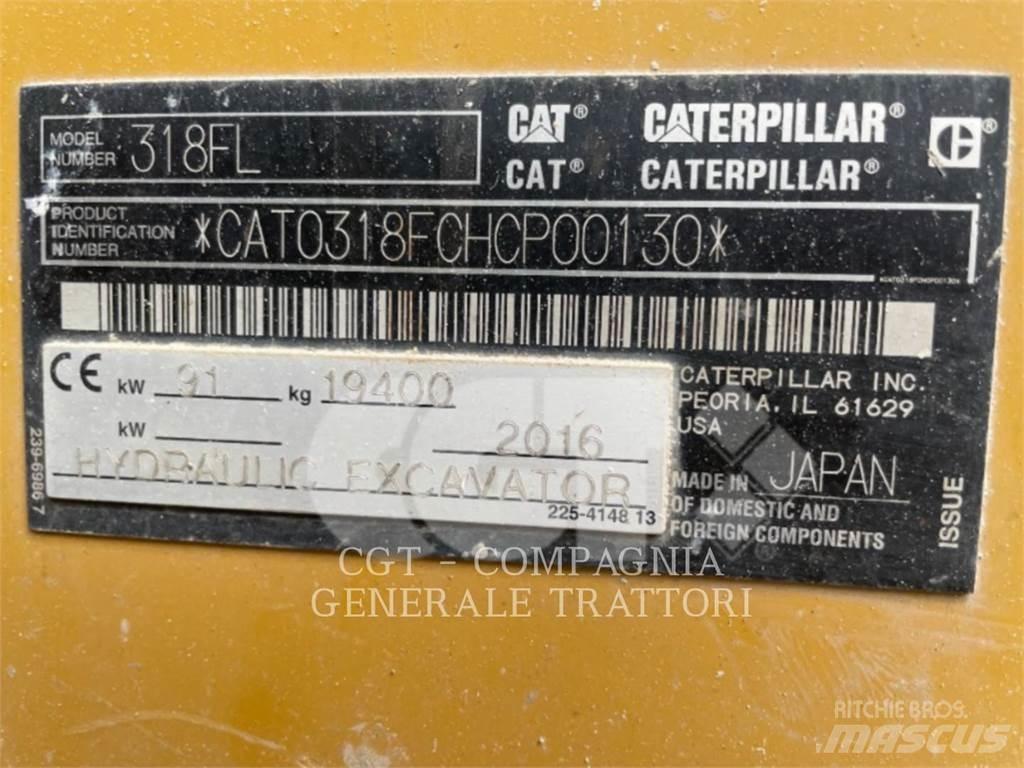 MODEL NUMBER 318FL
CAT® CATERPILLAR®
CAT® CATERPILLAR®
PRODUCT IDENTIFICATION NUMBER *CAT0318FCHCP00130*
CE kW 91 kg 19400
kW 2016
HYDRAULIC EXCAVATOR
225-4148 13
239-6986 7
CATERPILLAR INC.
PEORIA, IL 61629
USA
MADE IN JAPAN
OF DOMESTIC AND
FOREIGN COMPONENTS
ISSUE
CGT - COMPAGNIA
GENERALE TRATTORI
RITCHIE BROS.
MASCUS